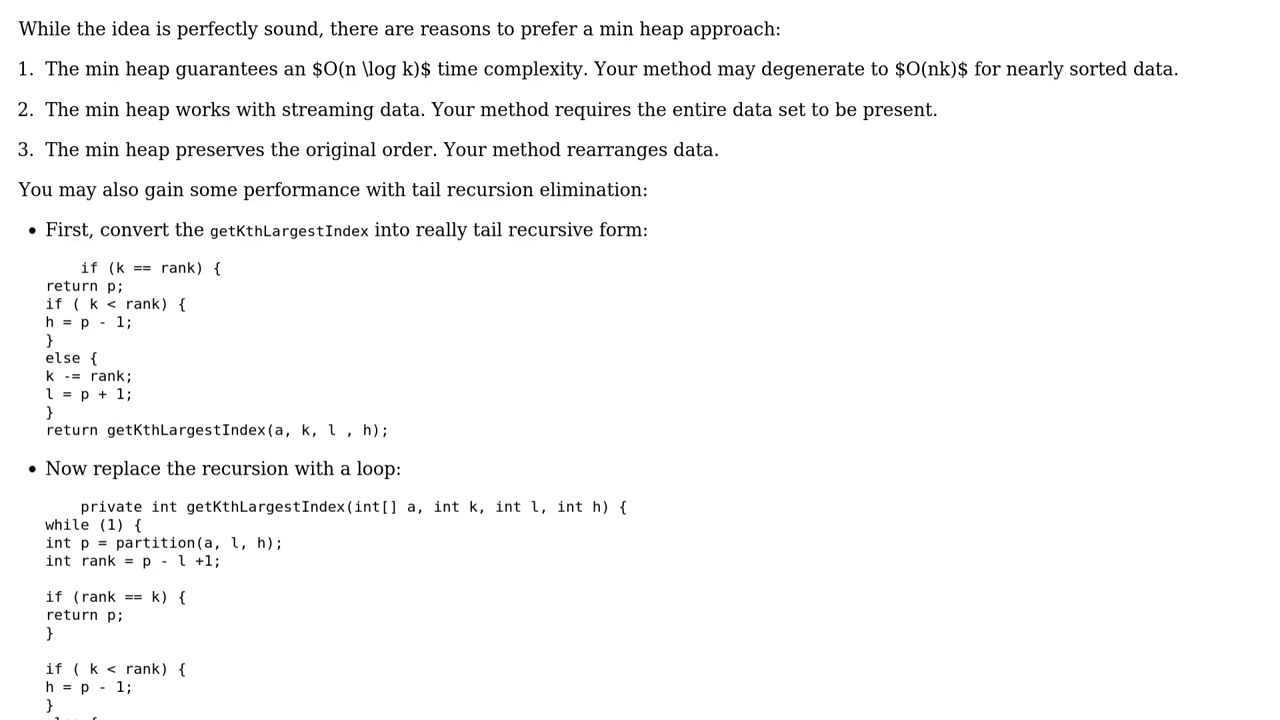 While the idea is perfectly sound, there are reasons to prefer a min heap approach:
1. The min heap guarantees an $O(n \log k)$ time complexity. Your method may degenerate to $O(nk)$ for nearly sorted data.
2. The min heap works with streaming data. Your method requires the entire data set to be present.
3. The min heap preserves the original order. Your method rearranges data.
You may also gain some performance with tail recursion elimination:
• First, convert the getKthLargestIndex into really tail recursive form:
if (k == rank) {
return p;
if ( k < rank) {
h = p - 1;
}
else {
k -= rank;
l = p + 1;
}
return getKthLargestIndex(a, k, l , h);
• Now replace the recursion with a loop:
private int getKthLargestIndex(int[] a, int k, int l, int h) {
while (1) {
int p = partition(a, l, h);
int rank = p - l +1;
if (rank == k) {
return p;
}
if ( k < rank) {
h = p - 1;
}